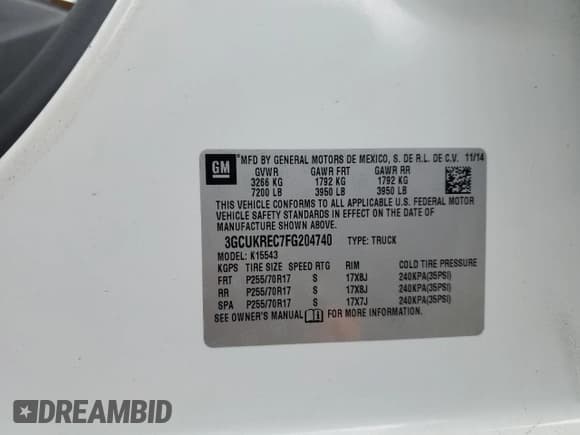 GM
® MFD BY GENERAL MOTORS DE MEXICO, S. DE R.L. DE C.V. 11/14
GVWR GAWR FRT GAWR RR
3266 KG 1792 KG 1792 KG
7200 LB 3950 LB 3950 LB
THIS VEHICLE CONFORMS TO ALL APPLICABLE U.S. FEDERAL MOTOR
VEHICLE SAFETY STANDARDS IN EFFECT ON THE DATE OF
MANUFACTURE SHOWN ABOVE.
3GCUKREC7FG204740 TYPE: TRUCK
MODEL: K15543
KGPS TIRE SIZE SPEED RTG RIM COLD TIRE PRESSURE
FRT P255/70R17 S 17X8J 240KPA(35PSI)
RR P255/70R17 S 17X8J 240KPA(35PSI)
SPA P255/70R17 S 17X7J 240KPA(35PSI)
SEE OWNER'S MANUAL FOR MORE INFORMATION
DREAMBID